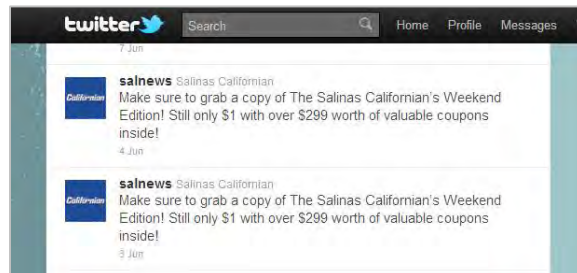 twitter Search Home Profile Messages
7 Jun
salnews Salinas Californian
Californian Make sure to grab a copy of The Salinas Californian's Weekend
Edition! Still only $1 with over $299 worth of valuable coupons
inside!
4 Jun
salnews Salinas Californian
Californian Make sure to grab a copy of The Salinas Californian's Weekend
Edition! Still only $1 with over $299 worth of valuable coupons
inside!
3 Jun